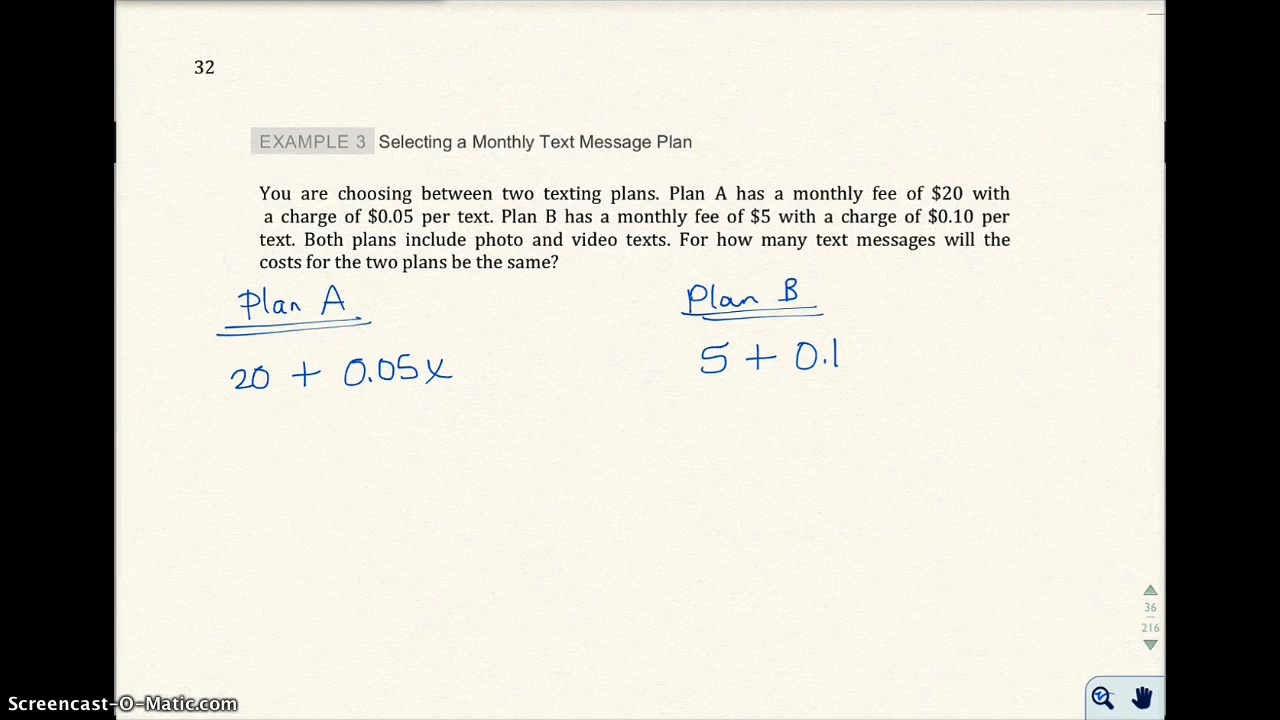 32
EXAMPLE 3 Selecting a Monthly Text Message Plan
You are choosing between two texting plans. Plan A has a monthly fee of $20 with
a charge of $0.05 per text. Plan B has a monthly fee of $5 with a charge of $0.10 per
text. Both plans include photo and video texts. For how many text messages will the
costs for the two plans be the same?
Plan A
Plan B
20 + 0.05x
5 + 0.1
36
216
Screencast-O-Matic.com